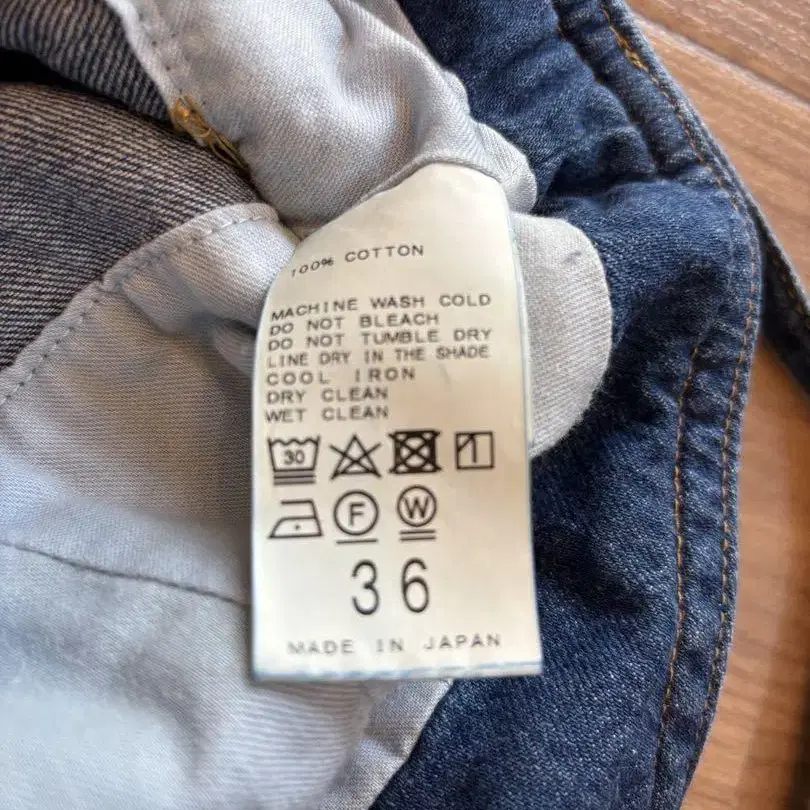 100% COTTON
MACHINE WASH COLD
DO NOT BLEACH
DO NOT TUMBLE DRY
LINE DRY IN THE SHADE
COOL IRON
DRY CLEAN
WET CLEAN
30
F W
36
MADE IN JAPAN